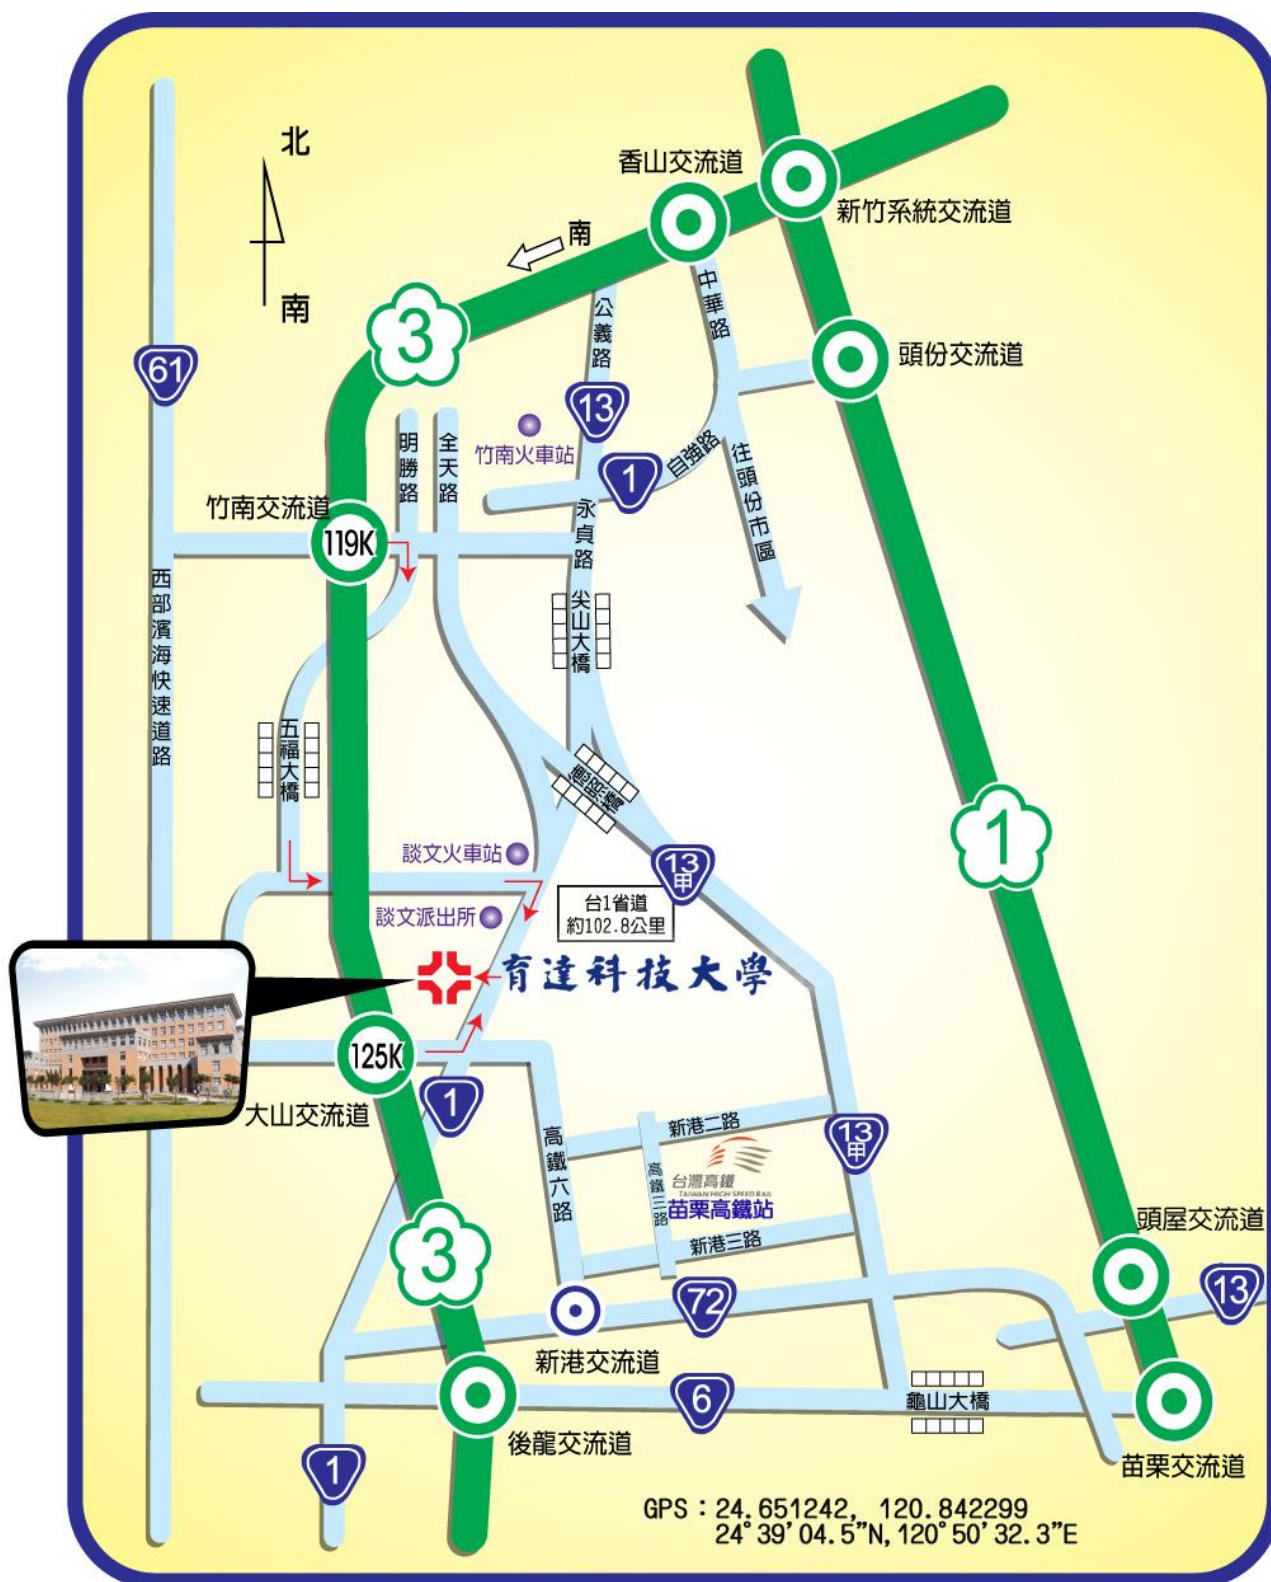 北
南
南
香山交流道
新竹系統交流道
中華路
公義路
3
頭份交流道
61
13
明勝路
全天路
竹南火車站
1
自強路
往頭份市區
竹南交流道
119K
永貞路
西部濱海快速道路
尖山大橋
五福大橋
1
談文火車站
13甲
台1省道
約102.8公里
談文派出所
育達科技大學
125K
大山交流道
1
高鐵六路
新港二路
13甲
台灣高鐵
TAIWAN HIGH SPEED RAIL
苗栗高鐵站
高鐵三路
新港三路
3
頭屋交流道
72
13
新港交流道
6
龜山大橋
後龍交流道
苗栗交流道
1
GPS：24.651242, 120.842299
24°39'04.5"N,120°50'32.3"E